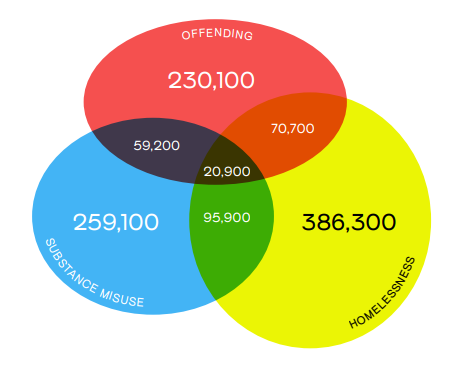 OFFENDING
230,100
70,700
59,200
20,900
95,900
259,100
386,300
SUBSTANCE MISUSE
HOMELESSNESS